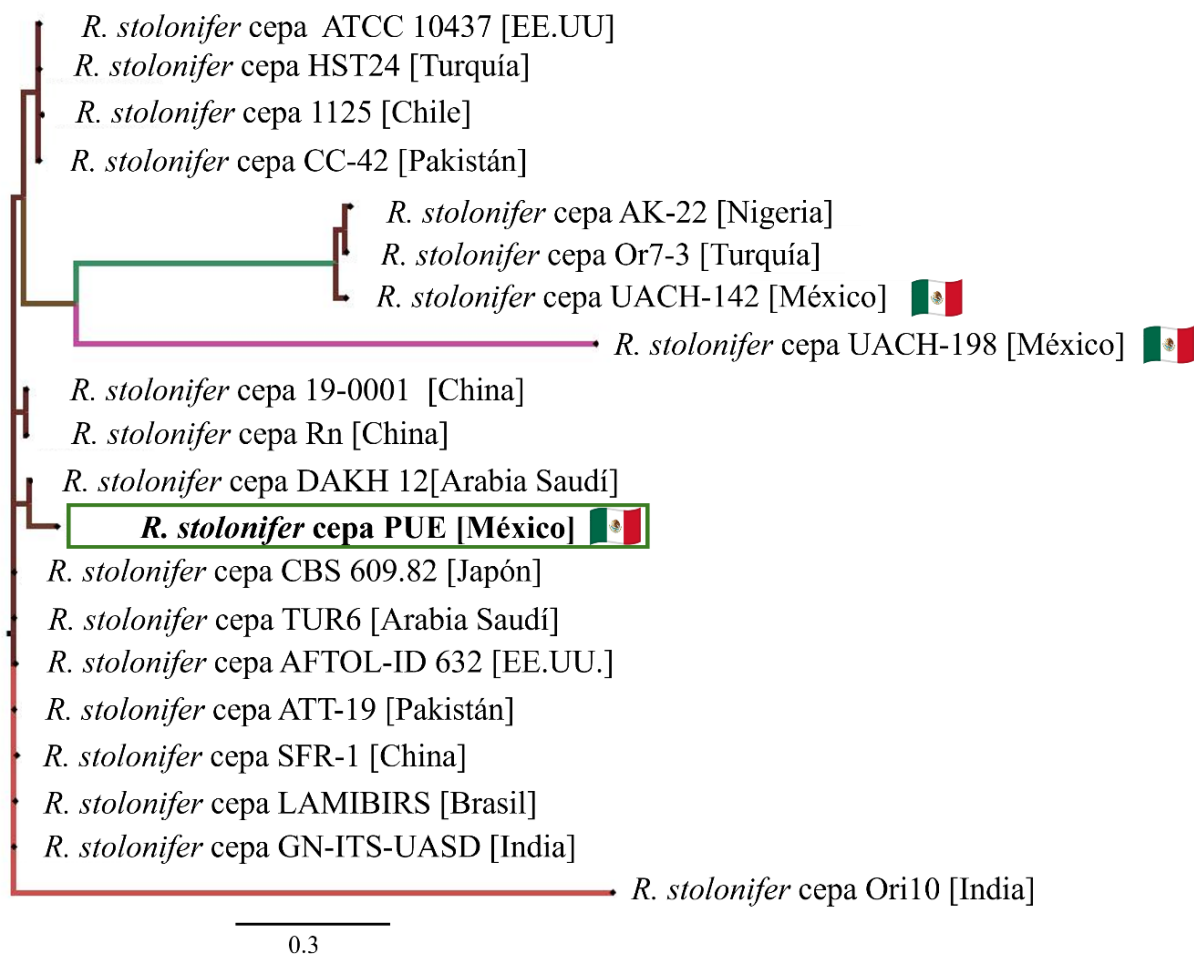 R. stolonifer cepa ATCC 10437 [EE.UU]
R. stolonifer cepa HST24 [Turquía]
R. stolonifer cepa 1125 [Chile]
R. stolonifer cepa CC-42 [Pakistán]
R. stolonifer cepa AK-22 [Nigeria]
R. stolonifer cepa Or7-3 [Turquía]
R. stolonifer cepa UACH-142 [México]
R. stolonifer cepa UACH-198 [México]
R. stolonifer cepa 19-0001 [China]
R. stolonifer cepa Rn [China]
R. stolonifer cepa DAKH 12[Arabia Saudí]
R. stolonifer cepa PUE [México]
R. stolonifer cepa CBS 609.82 [Japón]
R. stolonifer cepa TUR6 [Arabia Saudí]
R. stolonifer cepa AFTOL-ID 632 [EE.UU.]
R. stolonifer cepa ATT-19 [Pakistán]
R. stolonifer cepa SFR-1 [China]
R. stolonifer cepa LAMIBIRS [Brasil]
R. stolonifer cepa GN-ITS-UASD [India]
R. stolonifer cepa Ori10 [India]
0.3